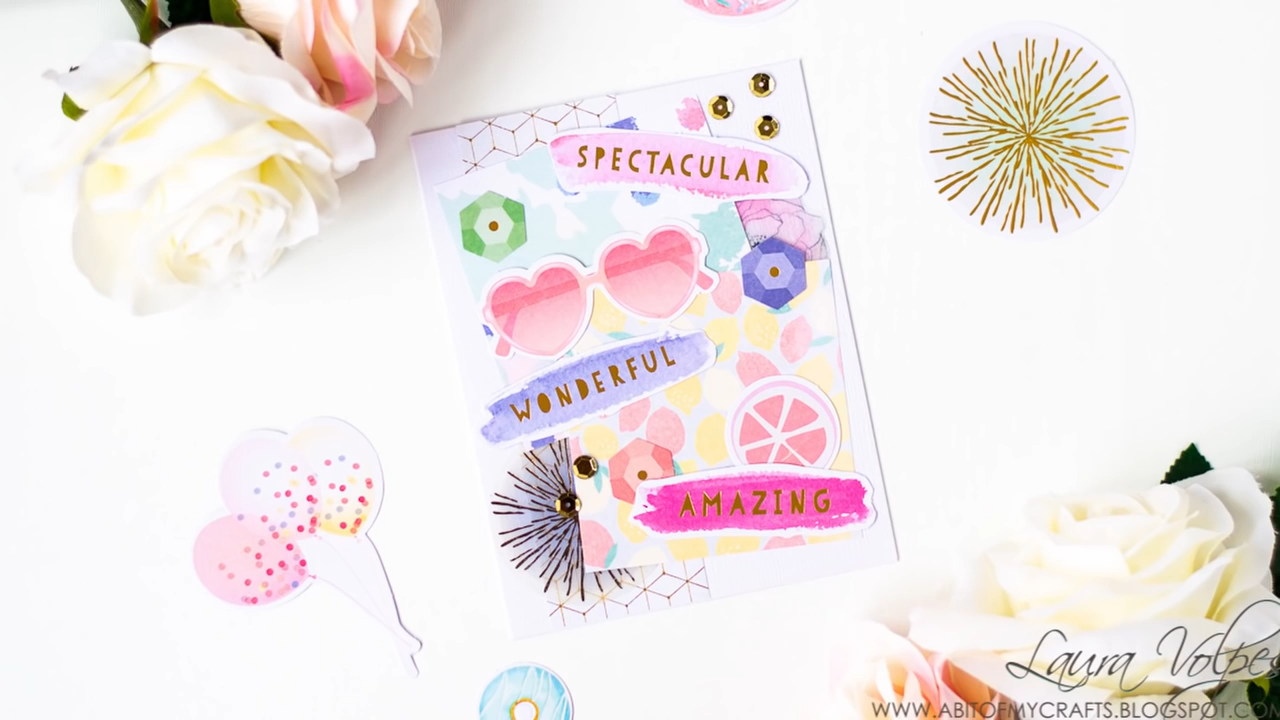 SPECTACULAR
WONDERFUL
AMAZING
Laura Volpes
WWW.ABITOFMYCRAFTS.BLOGSPOT.COM